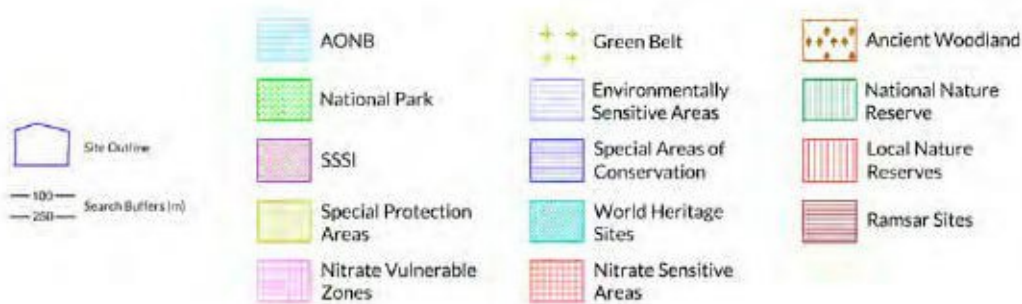 Site Outline
100
250
Search Buffers (m)
AONB
National Park
SSSI
Special Protection
Areas
Nitrate Vulnerable
Zones
Green Belt
Environmentally
Sensitive Areas
Special Areas of
Conservation
World Heritage
Sites
Nitrate Sensitive
Areas
Ancient Woodland
National Nature
Reserve
Local Nature
Reserves
Ramsar Sites